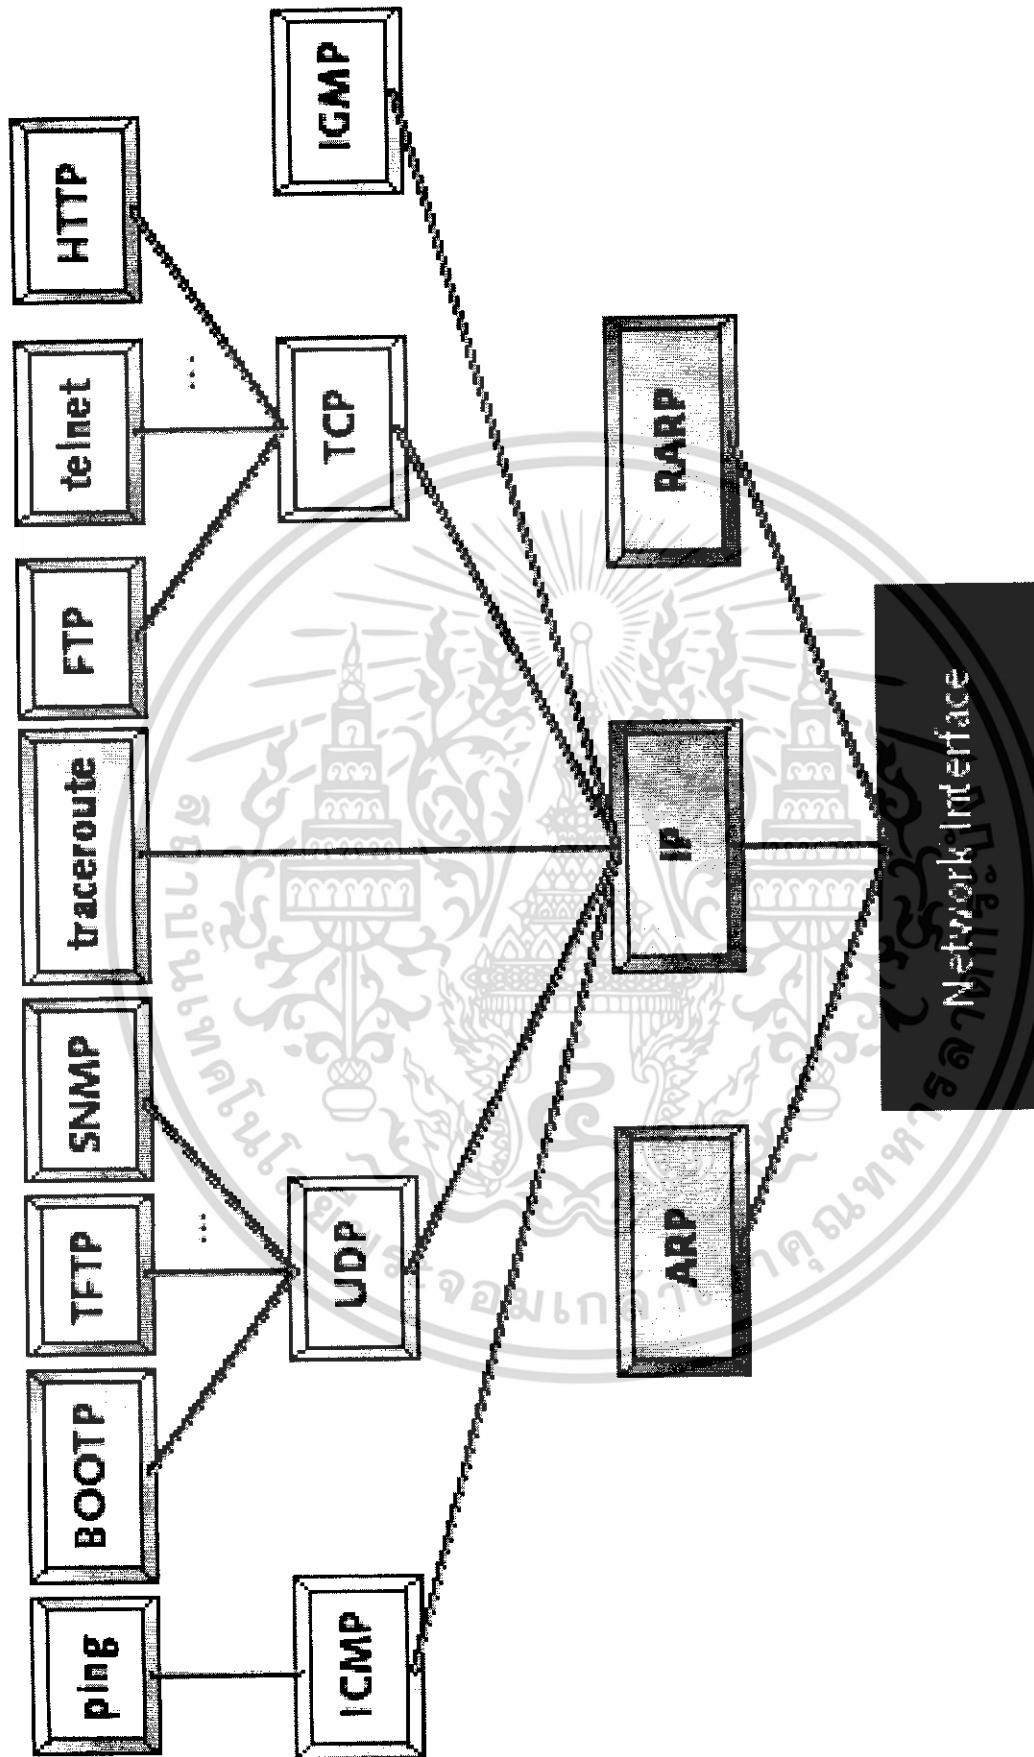 ping
BOOTP
TFTP
SNMP
traceroute
FTP
telnet
HTTP
...
...
ICMP
UDP
TCP
IGMP
ARP
IP
RARP
Network Interface